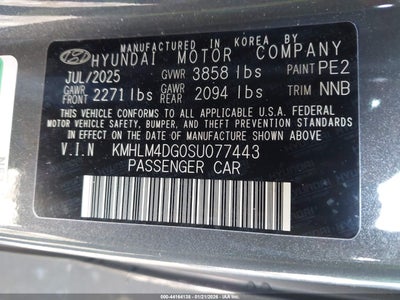 MANUFACTURED IN KOREA BY
HYUNDAI MOTOR COMPANY
JUL/2025 GVWR 3858 lbs PAINT PE2
GAWR FRONT 2271 lbs GAWR REAR 2094 lbs TRIM NNB
THIS VEHICLE CONFORMS TO ALL APPLICABLE U.S.A. FEDERAL
MOTOR VEHICLE SAFETY, BUMPER, AND THEFT PREVENTION
STANDARDS IN EFFECT ON THE DATE OF MANUFACTURE SHOWN ABOVE.
V.I.N KMHLM4DG0SU077443
PASSENGER CAR